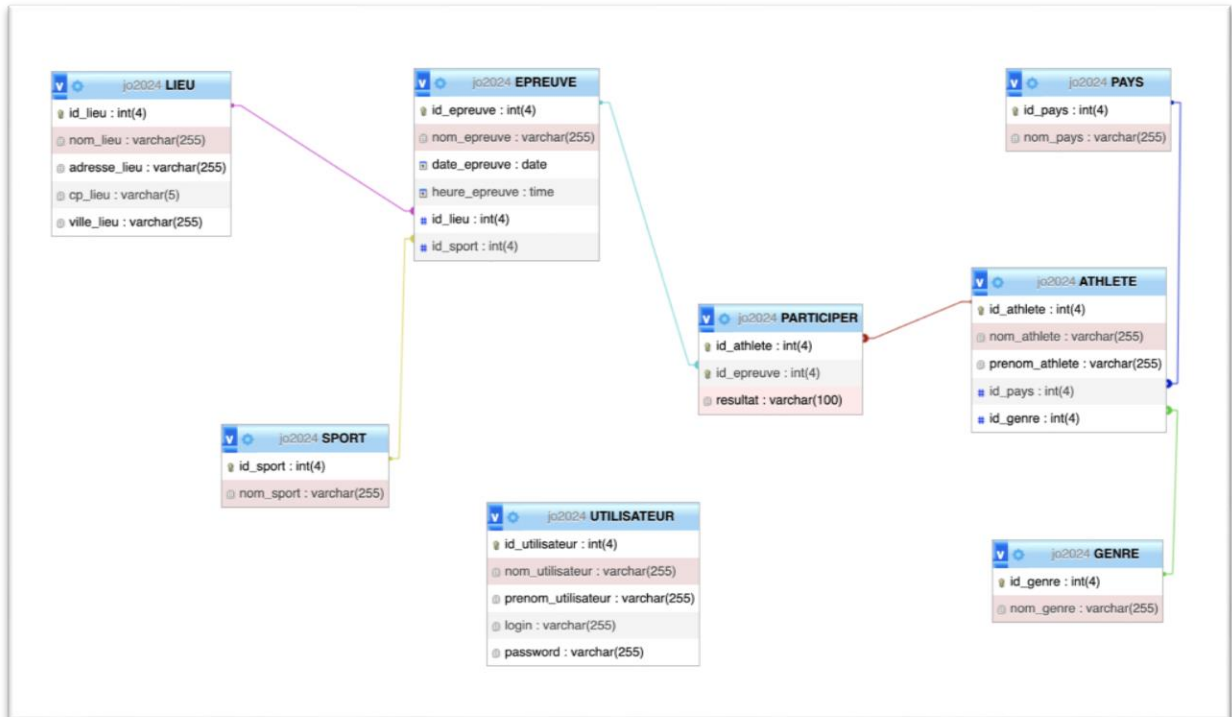 jo2024 LIEU
id_lieu : int(4)
nom_lieu : varchar(255)
adresse_lieu : varchar(255)
cp_lieu : varchar(5)
ville_lieu : varchar(255)
jo2024 EPREUVE
id_epreuve : int(4)
nom_epreuve : varchar(255)
date_epreuve : date
heure_epreuve : time
id_lieu : int(4)
id_sport : int(4)
jo2024 PAYS
id_pays : int(4)
nom_pays : varchar(255)
jo2024 PARTICIPER
id_athlete : int(4)
id_epreuve : int(4)
resultat : varchar(100)
jo2024 ATHLETE
id_athlete : int(4)
nom_athlete : varchar(255)
prenom_athlete : varchar(255)
id_pays : int(4)
id_genre : int(4)
jo2024 SPORT
id_sport : int(4)
nom_sport : varchar(255)
jo2024 UTILISATEUR
id_utilisateur : int(4)
nom_utilisateur : varchar(255)
prenom_utilisateur : varchar(255)
login : varchar(255)
password : varchar(255)
jo2024 GENRE
id_genre : int(4)
nom_genre : varchar(255)